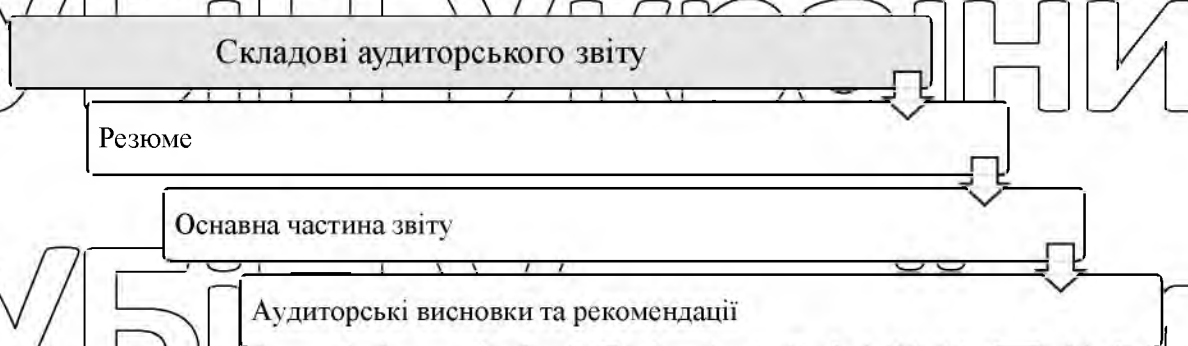 Складові аудиторського звіту
Резюме
Оснавна частина звіту
Аудиторські висновки та рекомендації